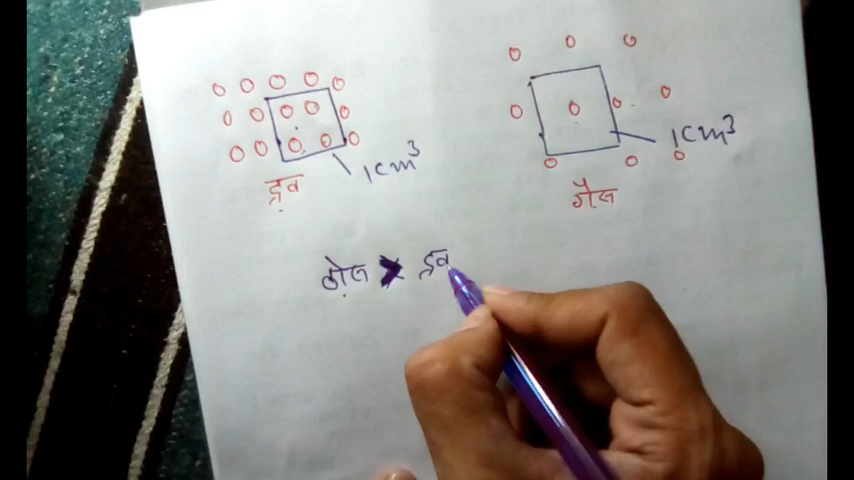 1cm³
1cm³
द्रव
गैस
ठोस > द्रव